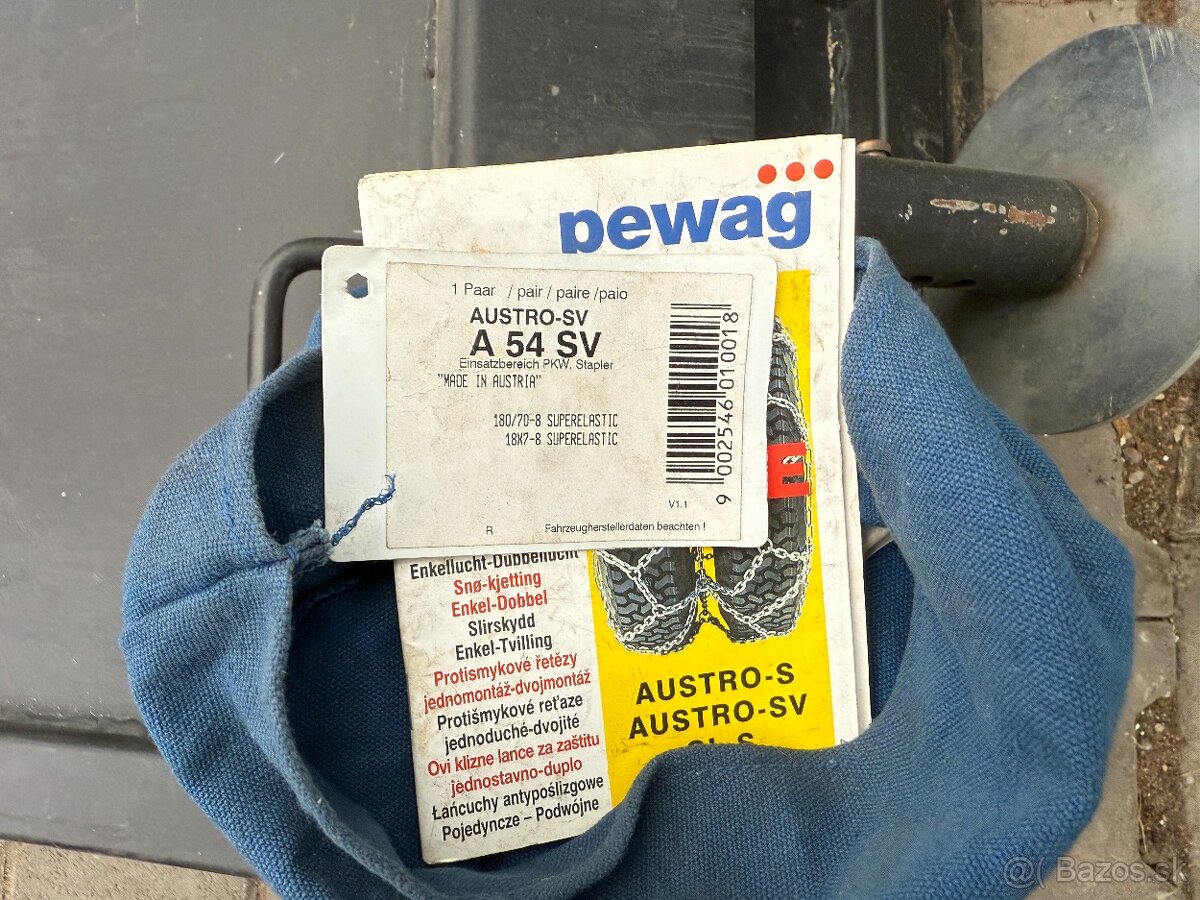 pewag
1 Paar / pair / paire /paio
AUSTRO-SV
A 54 SV
Einsatzbereich PKW, Stapler
"MADE IN AUSTRIA"
180/70-8 SUPERELASTIC
18X7-8 SUPERELASTIC
9 002546 010018
V1.1
R
Fahrzeugherstellerdaten beachten !
E
Enkellucht-Dubbellucht
Snø-kjetting
Enkel-Dobbel
Slirskydd
Enkel-Tvilling
Protismykové řetězy
jednomontáž-dvojmontáž
Protišmykové reťaze
jednoduché-dvojité
Ovi klizne lance za zaštitu
jednostavno-duplo
Łańcuchy antypoślizgowe
Pojedyncze – Podwójne
AUSTRO-S
AUSTRO-SV
@( Bazos.sk